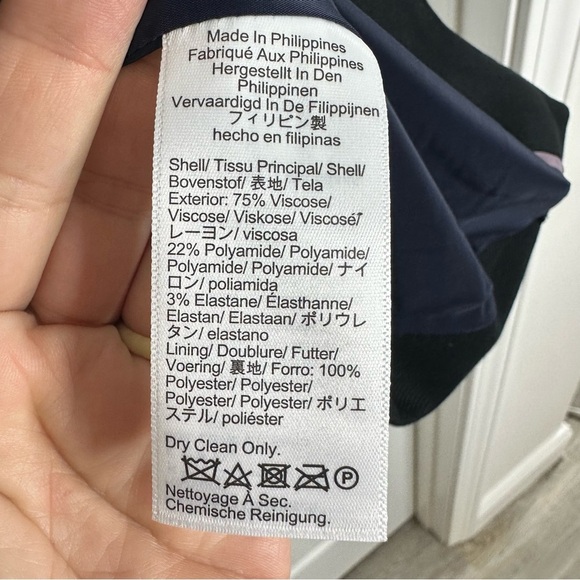 Made In Philippines
Fabriqué Aux Philippines
Hergestellt In Den
Philippinen
Vervaardigd In De Filippijnen
フィリピン製
hecho en filipinas
Shell/ Tissu Principal/ Shell/
Bovenstof/ 表地/ Tela
Exterior: 75% Viscose/
Viscose/ Viskose/ Viscosé/
レーヨン/ viscosa
22% Polyamide/ Polyamide/
Polyamide/ Polyamide/ ナイ
ロン/ poliamida
3% Elastane/ Élasthanne/
Elastan/ Elastaan/ ポリウレ
タン/ elastano
Lining/ Doublure/ Futter/
Voering/ 裏地/ Forro: 100%
Polyester/ Polyester/
Polyester/ Polyester/ ポリエ
ステル/ poliéster
Dry Clean Only.
P
Nettoyage À Sec.
Chemische Reinigung.